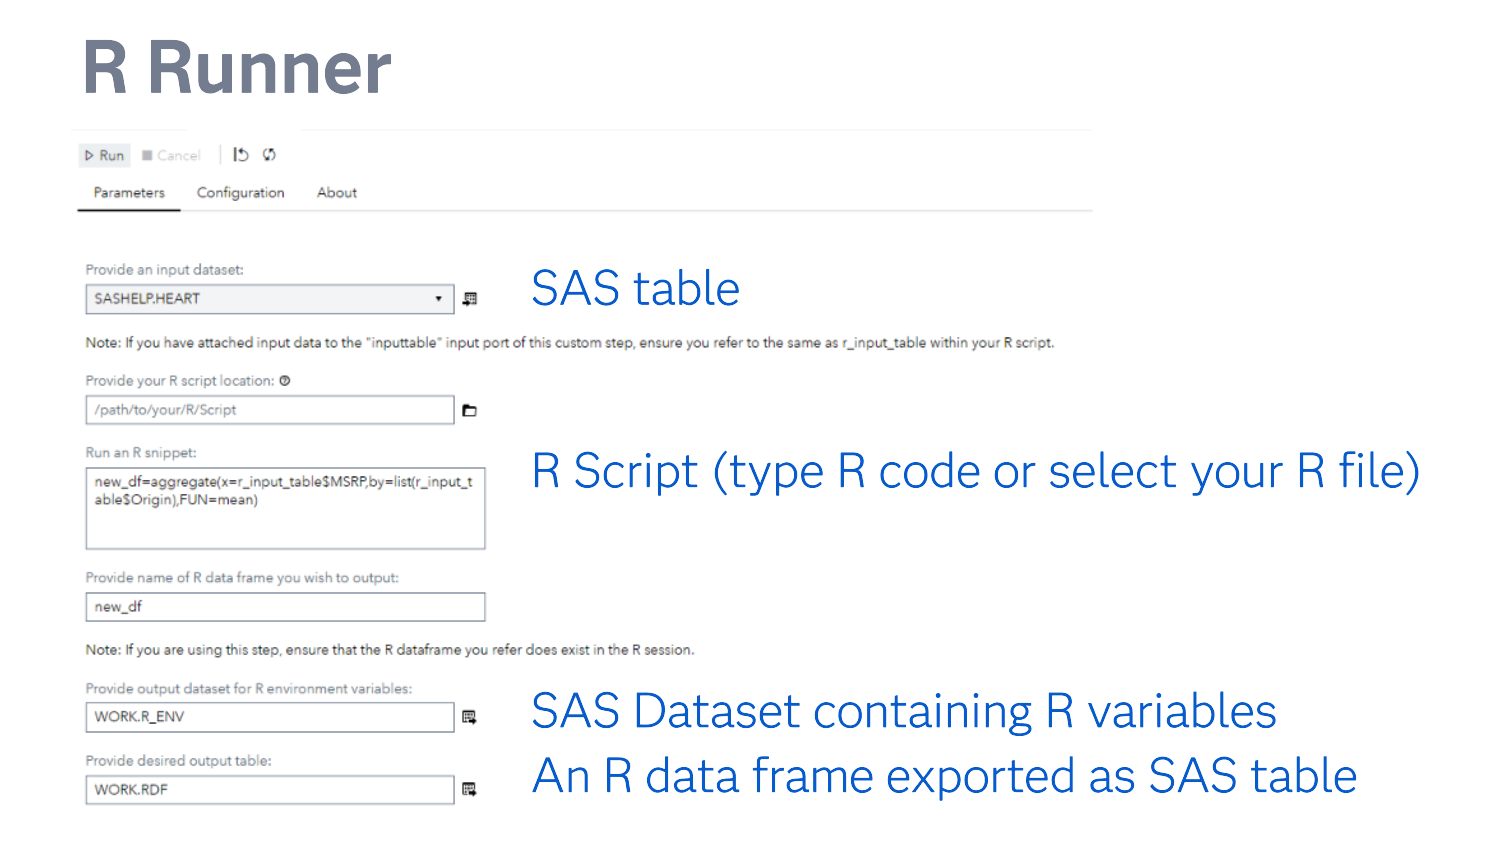 R Runner
Run Cancel
Parameters Configuration About
Provide an input dataset:
SASHELP.HEART
SAS table
Note: If you have attached input data to the "inputtable" input port of this custom step, ensure you refer to the same as r_input_table within your R script.
Provide your R script location:
/path/to/your/R/Script
Run an R snippet:
new_df=aggregate(x=r_input_table$MSRP,by=list(r_input_t
able$Origin),FUN=mean)
R Script (type R code or select your R file)
Provide name of R data frame you wish to output:
new_df
Note: If you are using this step, ensure that the R dataframe you refer does exist in the R session.
Provide output dataset for R environment variables:
WORK.R_ENV
SAS Dataset containing R variables
Provide desired output table:
WORK.RDF
An R data frame exported as SAS table